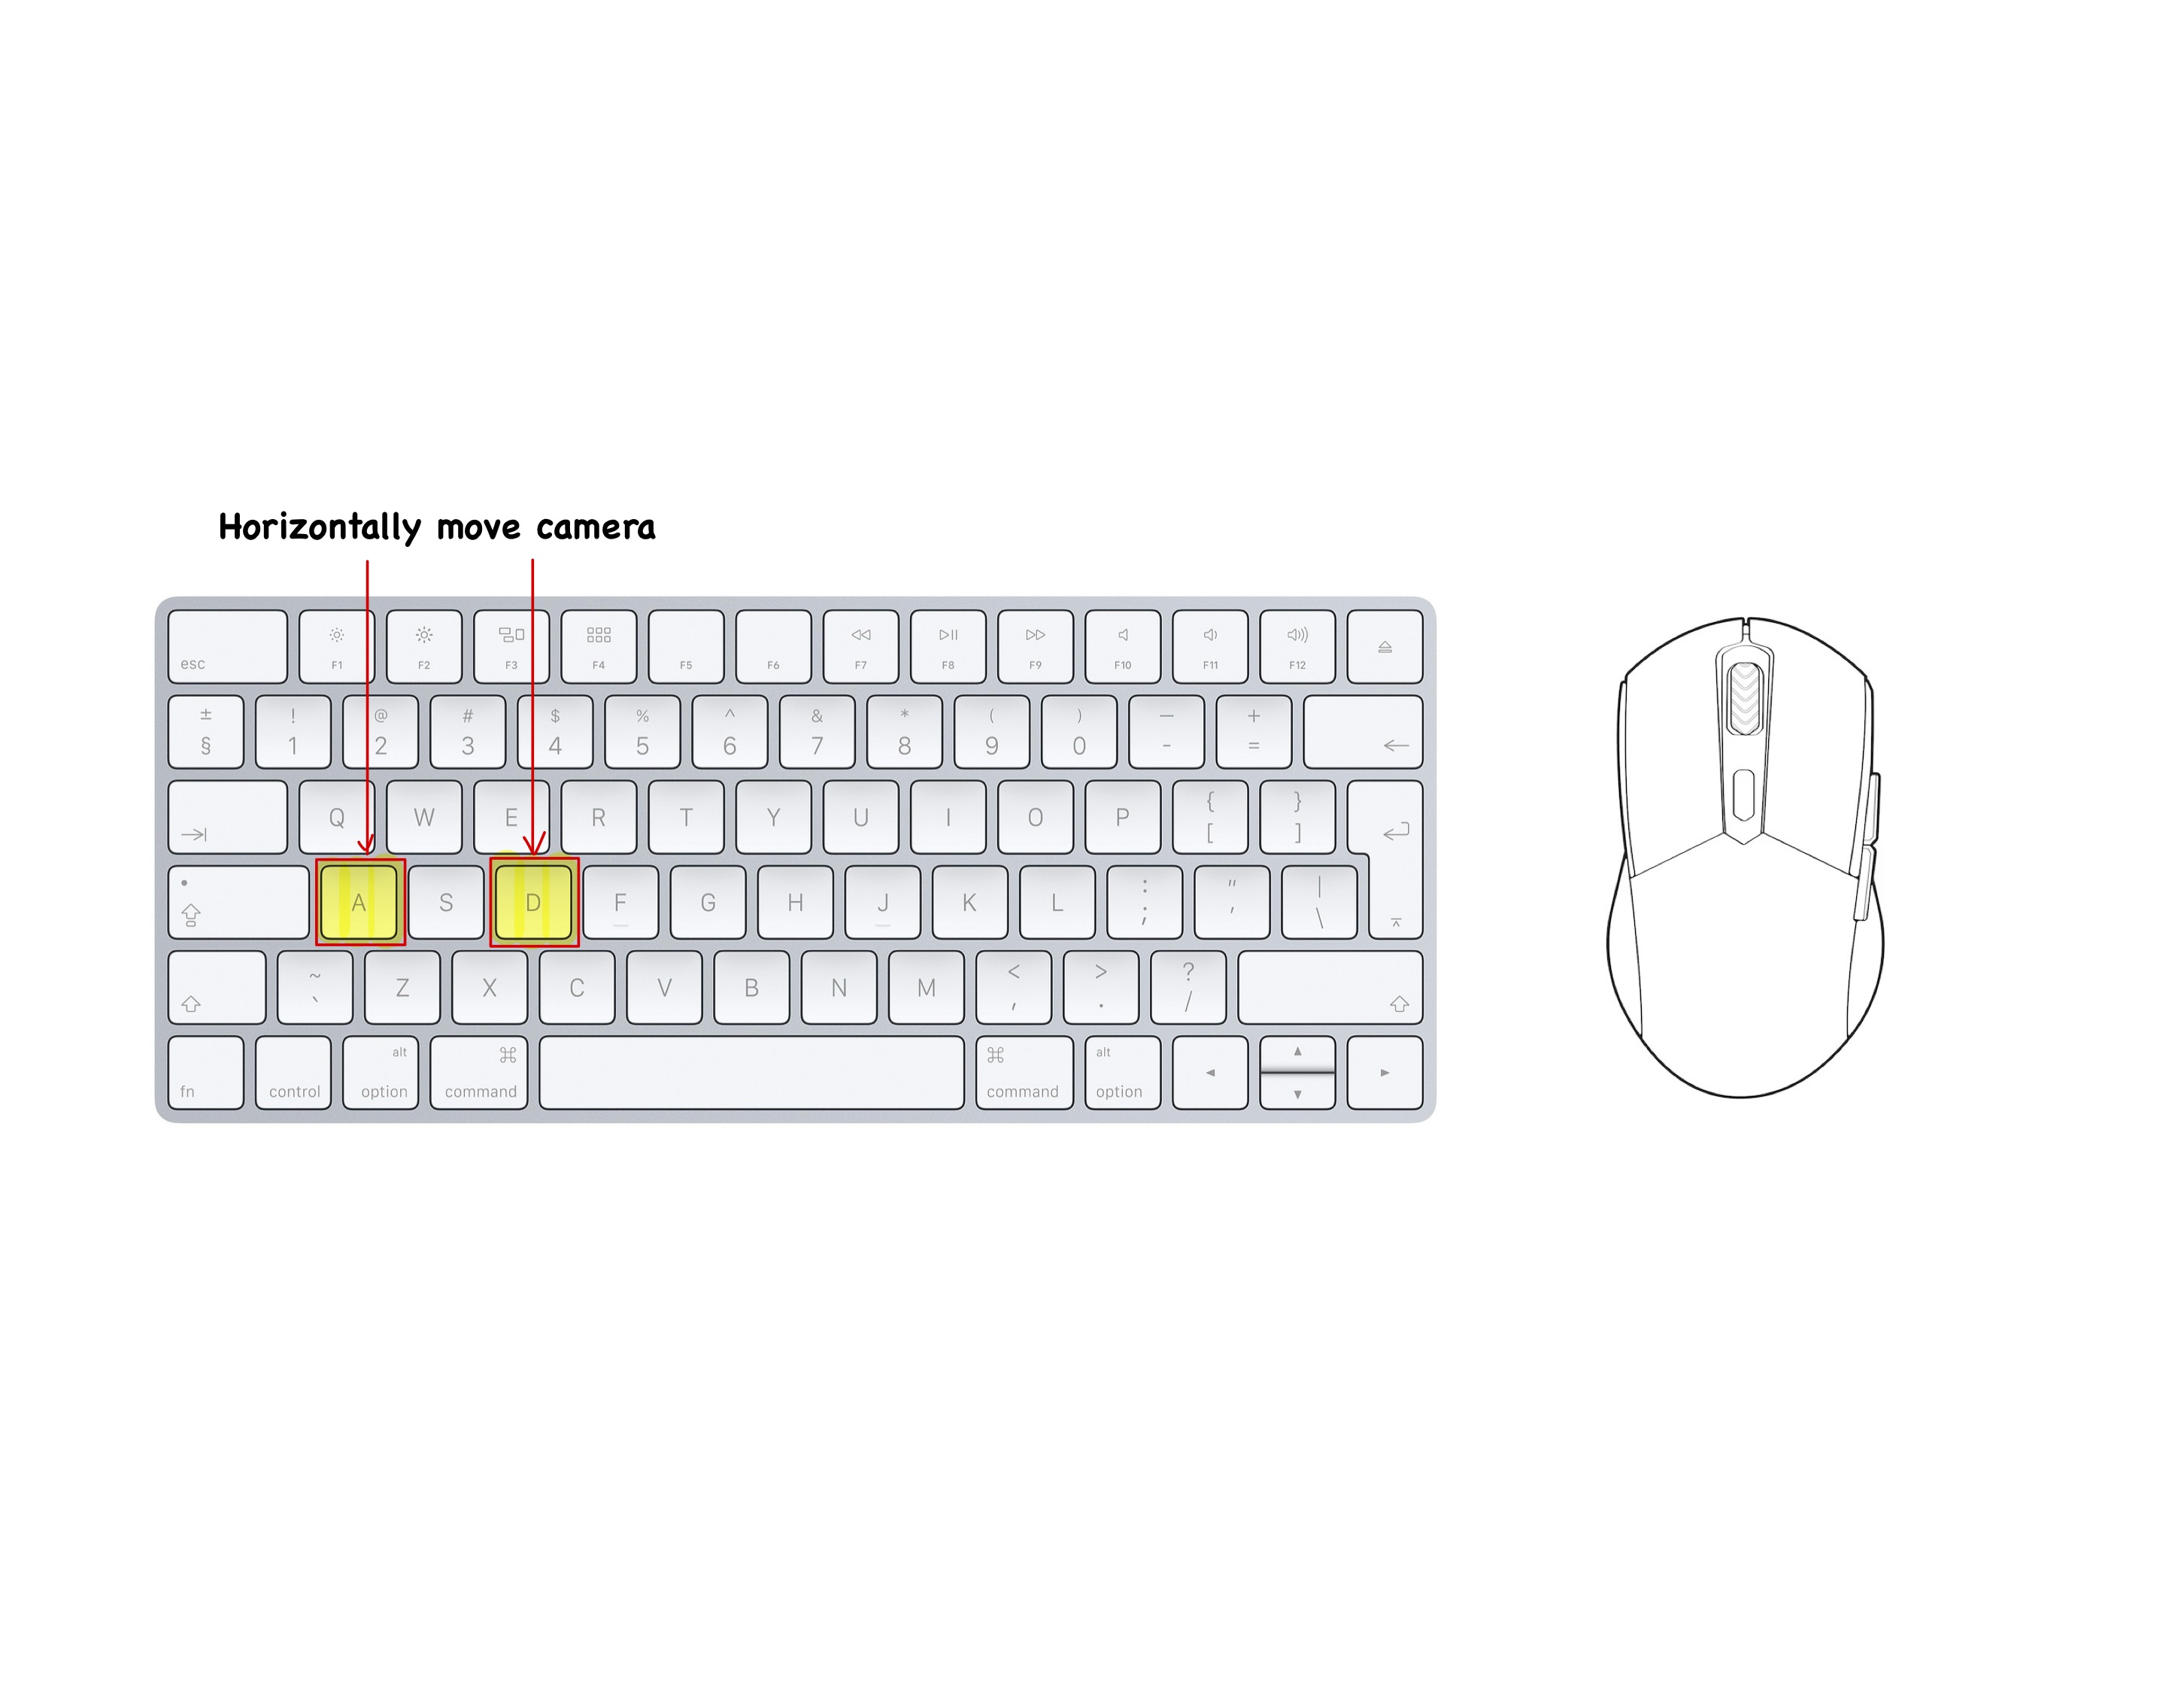 Horizontally move camera
esc F1 F2 F3 F4 F5 F6 F7 F8 F9 F10 F11 F12
± ! @ # $ % ^ & * ( ) — +
§ 1 2 3 4 5 6 7 8 9 0 - =
Q W E R T Y U I O P { }
[ ]
A S D F G H J K L : " |
; ' \
~ Z X C V B N M < > ?
` , . /
alt ⌘ ⌘ alt
fn control option command command option